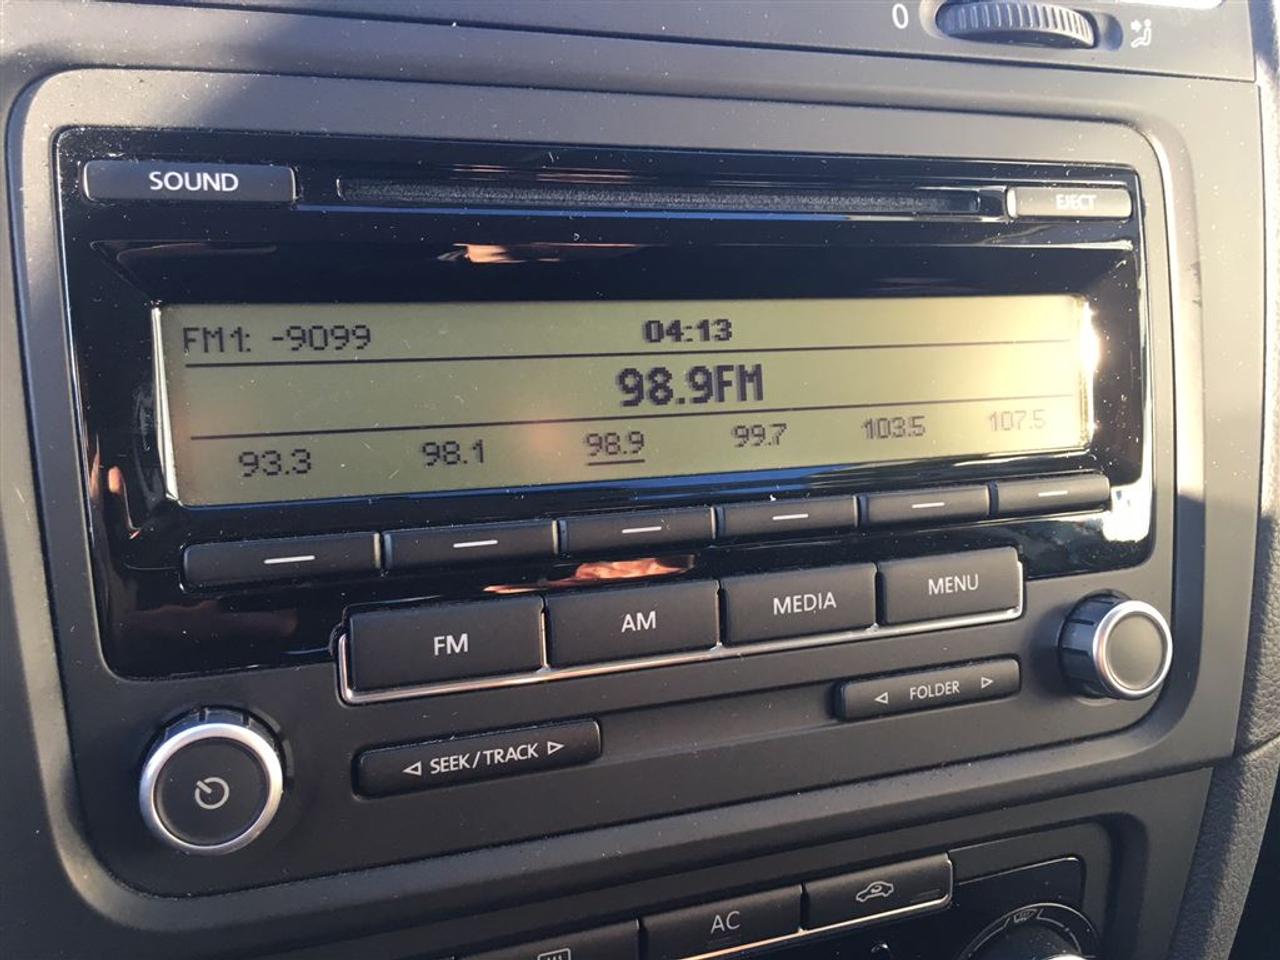 0
SOUND
EJECT
FM1: -9099 04:13
98.9FM
93.3 98.1 98.9 99.7 103.5 107.5
FM AM MEDIA MENU
FOLDER
SEEK/TRACK
AC